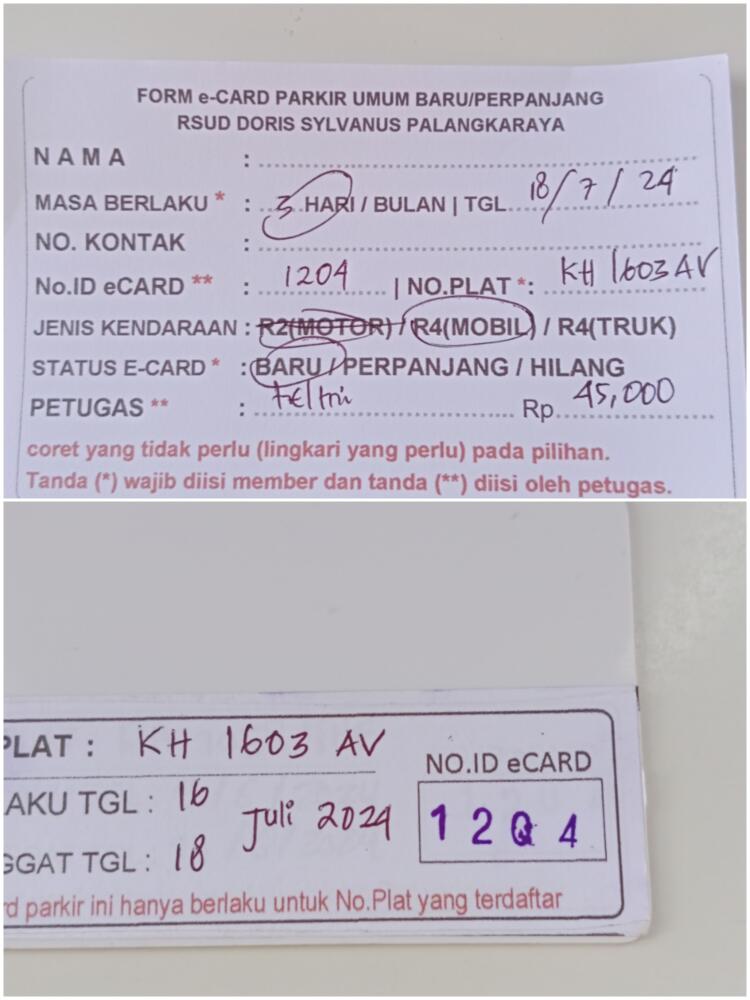 FORM e-CARD PARKIR UMUM BARU/PERPANJANG
RSUD DORIS SYLVANUS PALANGKARAYA
N A M A :
MASA BERLAKU * : 3 HARI / BULAN | TGL. 18/7/24
NO. KONTAK :
No.ID eCARD ** : 1204 | NO.PLAT *: KH 1603 AV
JENIS KENDARAAN : R2(MOTOR) / R4(MOBIL) / R4(TRUK)
STATUS E-CARD * : BARU / PERPANJANG / HILANG
PETUGAS ** : Rp. 45,000
coret yang tidak perlu (lingkari yang perlu) pada pilihan.
Tanda (*) wajib diisi member dan tanda (**) diisi oleh petugas.
PLAT : KH 1603 AV
NO.ID eCARD
AKU TGL : 16 Juli 2024
12Q4
GGAT TGL : 18
rd parkir ini hanya berlaku untuk No.Plat yang terdaftar